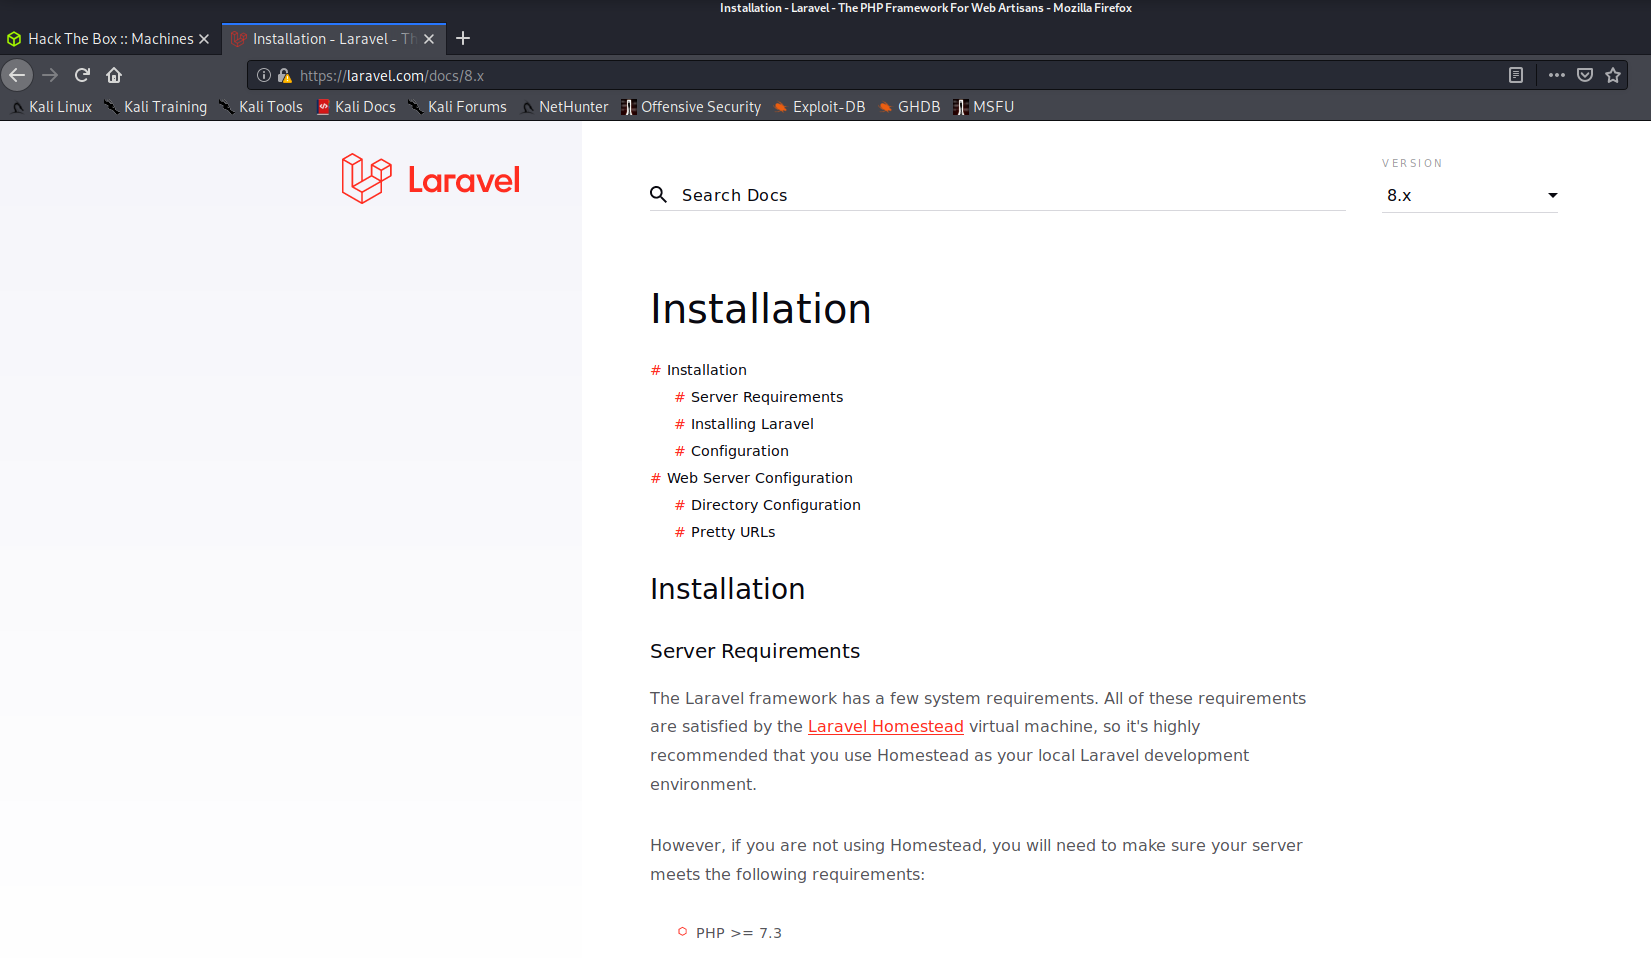 Installation - Laravel - The PHP Framework For Web Artisans - Mozilla Firefox
Hack The Box :: Machines
Installation - Laravel - Th
https://laravel.com/docs/8.x
Kali Linux Kali Training Kali Tools Kali Docs Kali Forums NetHunter Offensive Security Exploit-DB GHDB MSFU
Laravel
Search Docs
VERSION
8.x
Installation
# Installation
# Server Requirements
# Installing Laravel
# Configuration
# Web Server Configuration
# Directory Configuration
# Pretty URLs
Installation
Server Requirements
The Laravel framework has a few system requirements. All of these requirements
are satisfied by the Laravel Homestead virtual machine, so it's highly
recommended that you use Homestead as your local Laravel development
environment.
However, if you are not using Homestead, you will need to make sure your server
meets the following requirements:
PHP >= 7.3